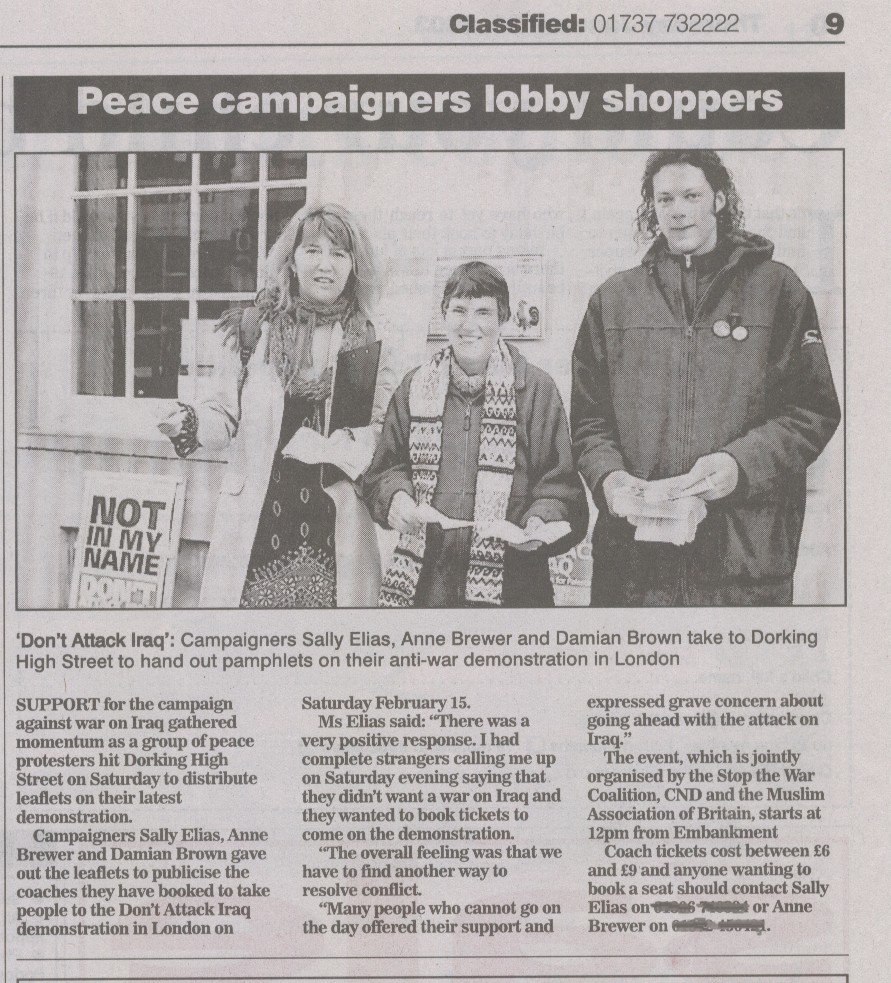 Classified: 01737 732222 9
Peace campaigners lobby shoppers
NOT
IN MY
NAME
DON'T
'Don't Attack Iraq': Campaigners Sally Elias, Anne Brewer and Damian Brown take to Dorking
High Street to hand out pamphlets on their anti-war demonstration in London
SUPPORT for the campaign
against war on Iraq gathered
momentum as a group of peace
protesters hit Dorking High
Street on Saturday to distribute
leaflets on their latest
demonstration.
Campaigners Sally Elias, Anne
Brewer and Damian Brown gave
out the leaflets to publicise the
coaches they have booked to take
people to the Don't Attack Iraq
demonstration in London on
Saturday February 15.
Ms Elias said: "There was a
very positive response. I had
complete strangers calling me up
on Saturday evening saying that
they didn't want a war on Iraq and
they wanted to book tickets to
come on the demonstration.
"The overall feeling was that we
have to find another way to
resolve conflict.
"Many people who cannot go on
the day offered their support and
expressed grave concern about
going ahead with the attack on
Iraq."
The event, which is jointly
organised by the Stop the War
Coalition, CND and the Muslim
Association of Britain, starts at
12pm from Embankment
Coach tickets cost between £6
and £9 and anyone wanting to
book a seat should contact Sally
Elias on or Anne
Brewer on .